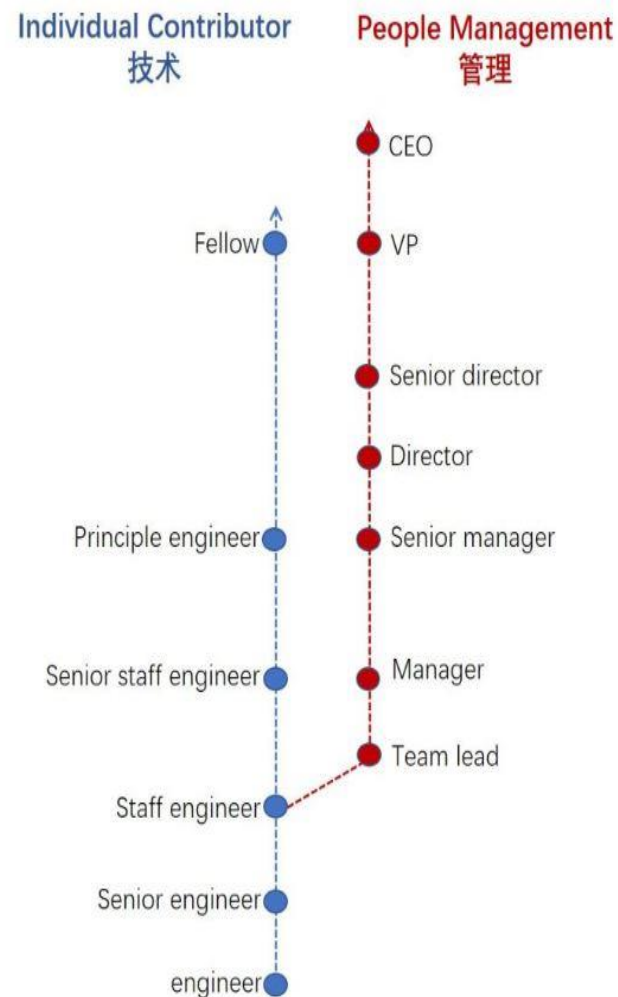 Individual Contributor
技术
People Management
管理
CEO
Fellow
VP
Senior director
Director
Principle engineer
Senior manager
Senior staff engineer
Manager
Team lead
Staff engineer
Senior engineer
engineer